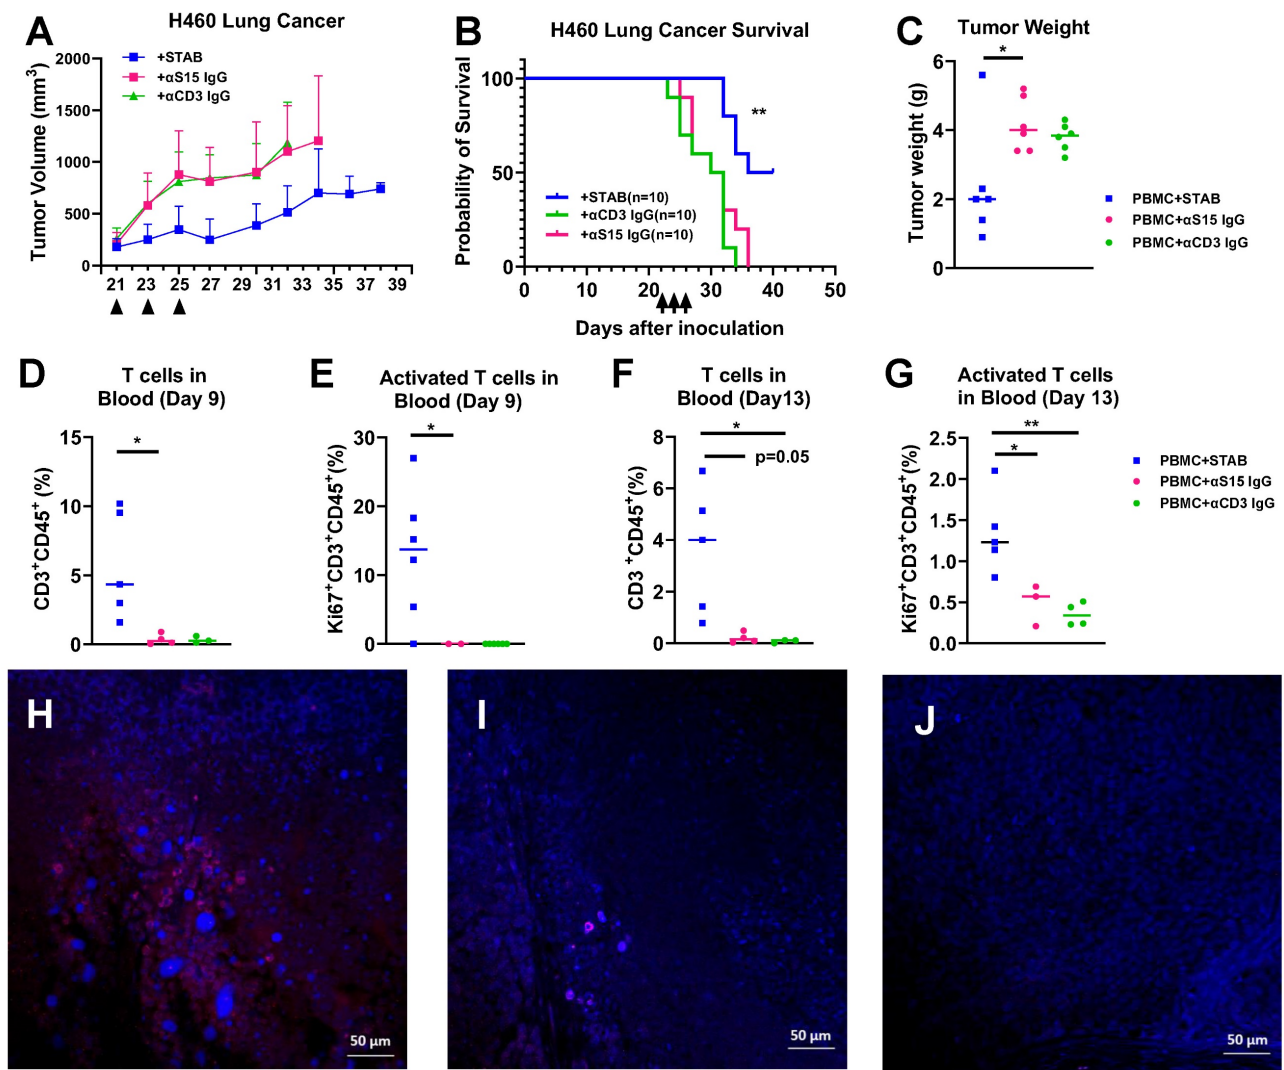 A
H460 Lung Cancer
+STAB
+αS15 IgG
+αCD3 IgG
Tumor Volume (mm³)
2000
1500
1000
500
0
21 23 25 27 29 31 33 35 37 39
B
H460 Lung Cancer Survival
Probability of Survival
100
50
0
**
+STAB(n=10)
+αCD3 IgG(n=10)
+αS15 IgG(n=10)
0 10 20 30 40 50
Days after inoculation
C
Tumor Weight
*
Tumor weight (g)
6
4
2
0
PBMC+STAB
PBMC+αS15 IgG
PBMC+αCD3 IgG
D
T cells in
Blood (Day 9)
*
CD3⁺CD45⁺ (%)
15
10
5
0
E
Activated T cells in
Blood (Day 9)
*
Ki67⁺CD3⁺CD45⁺(%)
30
20
10
0
F
T cells in
Blood (Day13)
*
p=0.05
CD3 ⁺CD45⁺(%)
8
6
4
2
0
G
Activated T cells
in Blood (Day 13)
**
*
Ki67⁺CD3⁺CD45⁺(%)
2.5
2.0
1.5
1.0
0.5
0.0
PBMC+STAB
PBMC+αS15 IgG
PBMC+αCD3 IgG
H
50 µm
I
50 µm
J
50 µm